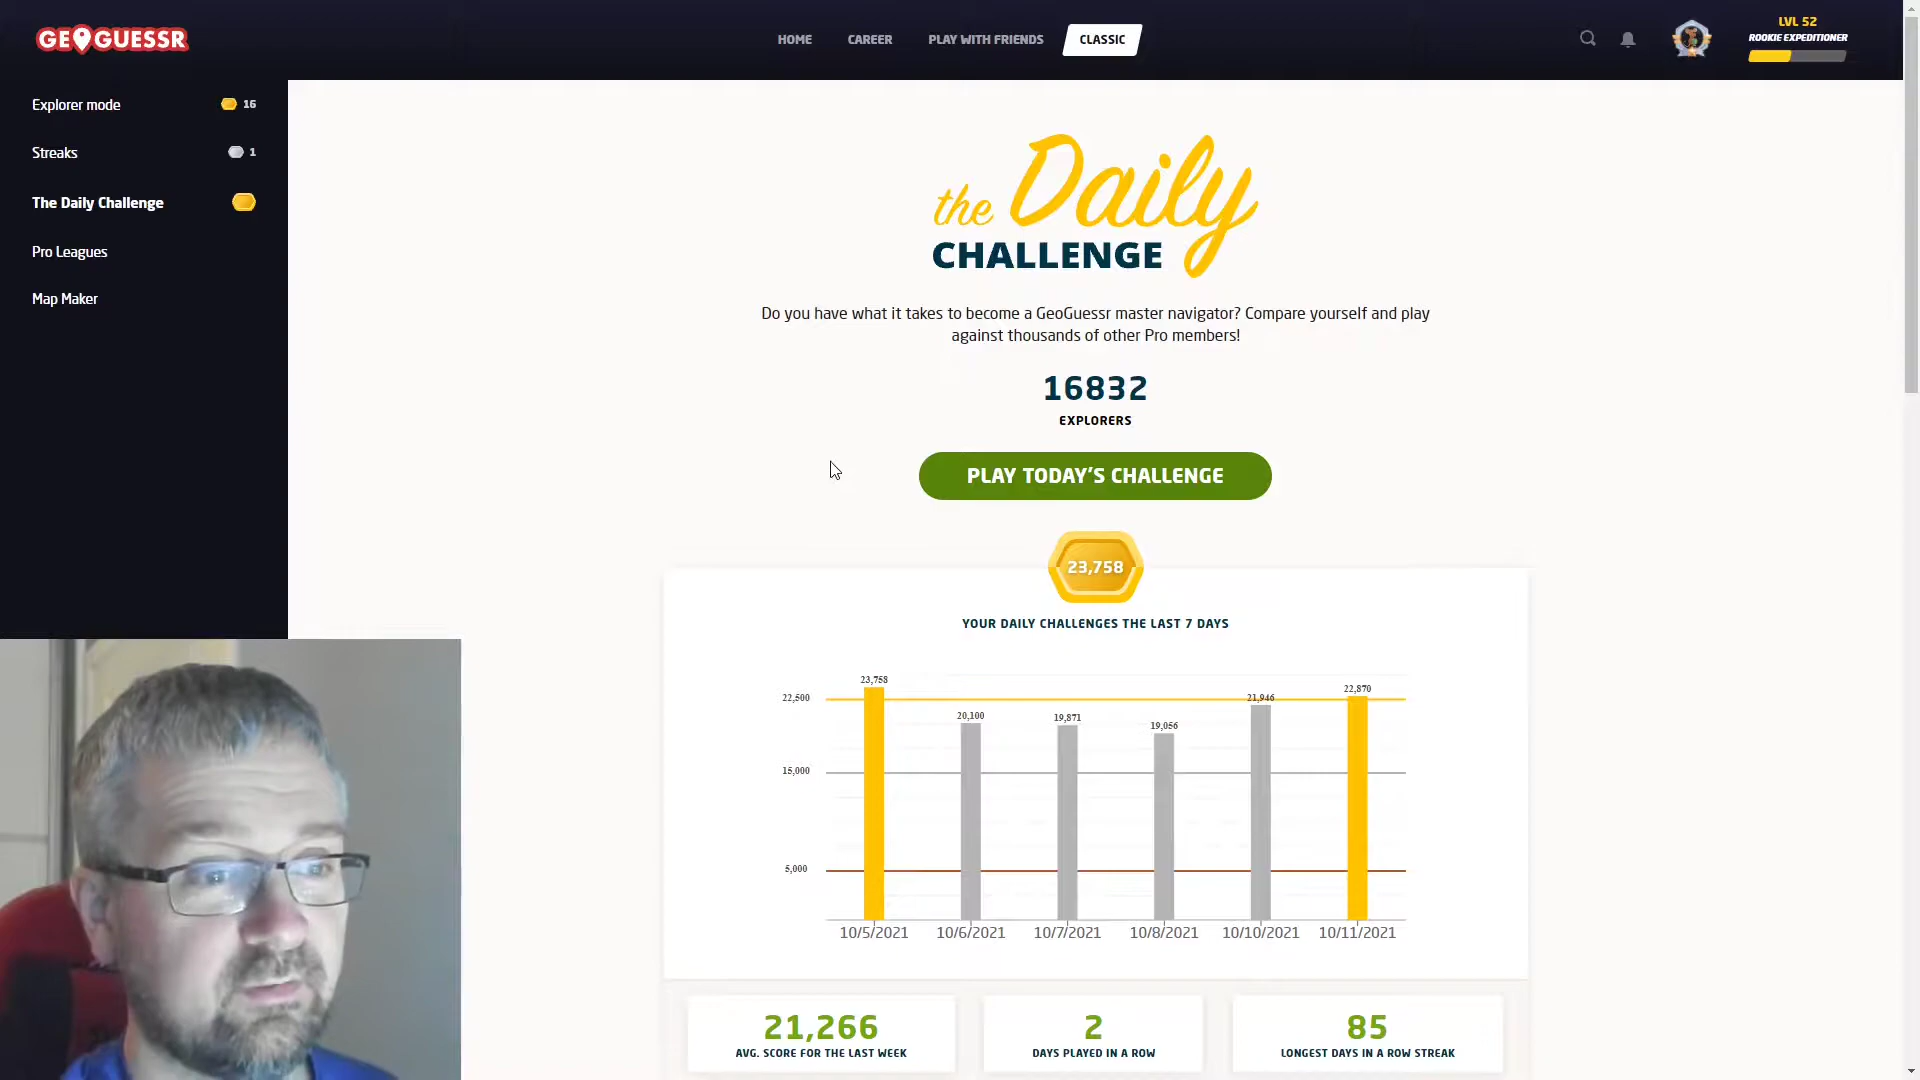 GEOGUESSR
HOME
CAREER
PLAY WITH FRIENDS
CLASSIC
LVL 52
ROOKIE EXPEDITIONER
Explorer mode
16
Streaks
1
The Daily Challenge
Pro Leagues
Map Maker
the Daily
CHALLENGE
Do you have what it takes to become a GeoGuessr master navigator? Compare yourself and play
against thousands of other Pro members!
16832
EXPLORERS
PLAY TODAY'S CHALLENGE
23,758
YOUR DAILY CHALLENGES THE LAST 7 DAYS
22,500
15,000
5,000
23,758
20,100
19,871
19,056
21,946
22,870
10/5/2021
10/6/2021
10/7/2021
10/8/2021
10/10/2021
10/11/2021
21,266
AVG. SCORE FOR THE LAST WEEK
2
DAYS PLAYED IN A ROW
85
LONGEST DAYS IN A ROW STREAK